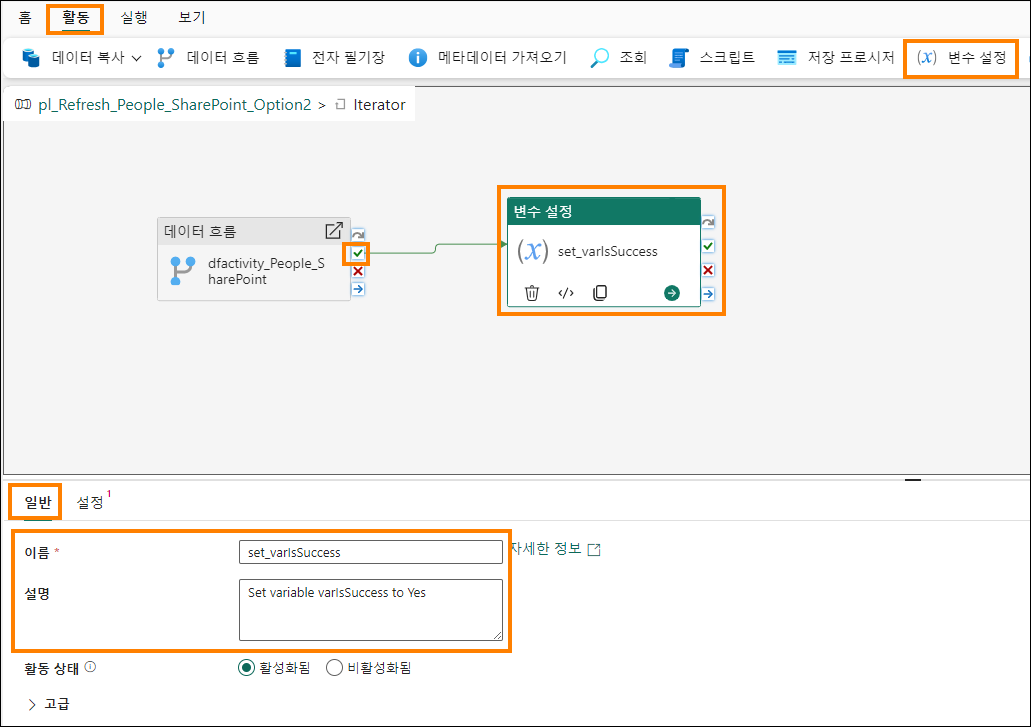 홈 활동 실행 보기
데이터 복사 데이터 흐름 전자 필기장 메타데이터 가져오기 조회 스크립트 저장 프로시저 (x) 변수 설정
pl_Refresh_People_SharePoint_Option2 > Iterator
변수 설정
데이터 흐름
(x) set_varIsSuccess
dfactivity_People_S
harePoint
일반 설정 1
이름 * set_varIsSuccess 자세한 정보
설명 Set variable varIsSuccess to Yes
활동 상태 활성화됨 비활성화됨
고급